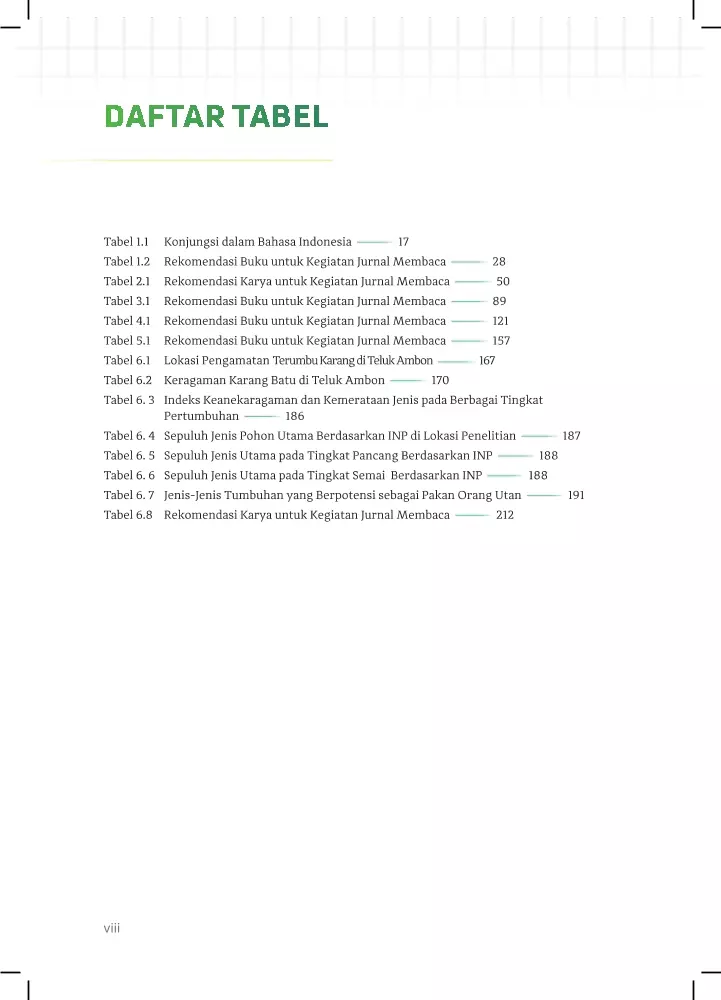 DAFTAR TABEL
Tabel 1.1 Konjungsi dalam Bahasa Indonesia 17
Tabel 1.2 Rekomendasi Buku untuk Kegiatan Jurnal Membaca 28
Tabel 2.1 Rekomendasi Karya untuk Kegiatan Jurnal Membaca 50
Tabel 3.1 Rekomendasi Buku untuk Kegiatan Jurnal Membaca 89
Tabel 4.1 Rekomendasi Buku untuk Kegiatan Jurnal Membaca 121
Tabel 5.1 Rekomendasi Buku untuk Kegiatan Jurnal Membaca 157
Tabel 6.1 Lokasi Pengamatan Terumbu Karang di Teluk Ambon 167
Tabel 6.2 Keragaman Karang Batu di Teluk Ambon 170
Tabel 6. 3 Indeks Keanekaragaman dan Kemerataan Jenis pada Berbagai Tingkat
Pertumbuhan 186
Tabel 6. 4 Sepuluh Jenis Pohon Utama Berdasarkan INP di Lokasi Penelitian 187
Tabel 6. 5 Sepuluh Jenis Utama pada Tingkat Pancang Berdasarkan INP 188
Tabel 6. 6 Sepuluh Jenis Utama pada Tingkat Semai Berdasarkan INP 188
Tabel 6. 7 Jenis-Jenis Tumbuhan yang Berpotensi sebagai Pakan Orang Utan 191
Tabel 6.8 Rekomendasi Karya untuk Kegiatan Jurnal Membaca 212
viii